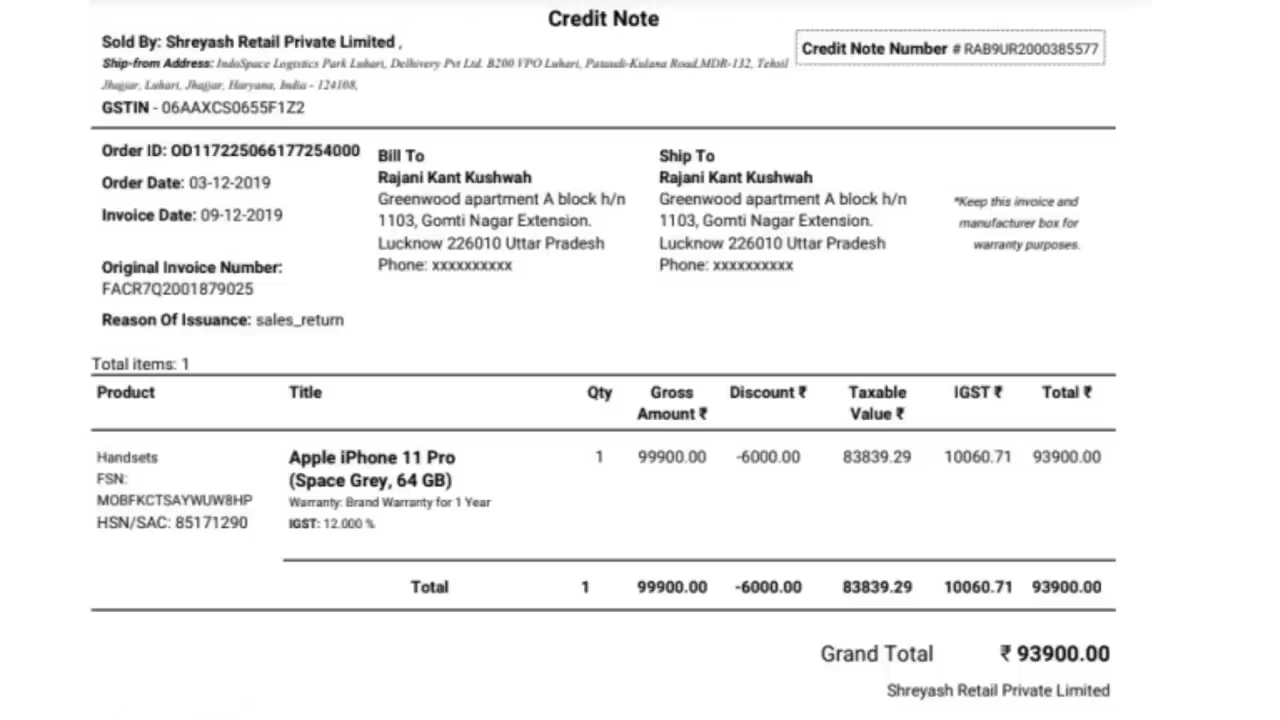 Credit Note
Sold By: Shreyash Retail Private Limited ,
Credit Note Number # RAB9UR2000385577
Ship-from Address: IndoSpace Logistics Park Luhari, Delhivery Pvt Ltd. B200 VPO Luhari, Pataudi-Kulana Road,MDR-132, Tehsil
Jhajjar, Luhari, Jhajjar, Haryana, India - 124108,
GSTIN - 06AAXCS0655F1Z2
Order ID: OD117225066177254000
Order Date: 03-12-2019
Invoice Date: 09-12-2019
Original Invoice Number:
FACR7Q2001879025
Reason Of Issuance: sales_return
Bill To
Rajani Kant Kushwah
Greenwood apartment A block h/n
1103, Gomti Nagar Extension.
Lucknow 226010 Uttar Pradesh
Phone: xxxxxxxxxx
Ship To
Rajani Kant Kushwah
Greenwood apartment A block h/n
1103, Gomti Nagar Extension.
Lucknow 226010 Uttar Pradesh
Phone: xxxxxxxxxx
*Keep this invoice and
manufacturer box for
warranty purposes.
Total items: 1
Product Title Qty Gross Amount ₹ Discount ₹ Taxable Value ₹ IGST ₹ Total ₹
Handsets
FSN:
MOBFKCTSAYWUW8HP
HSN/SAC: 85171290
Apple iPhone 11 Pro
(Space Grey, 64 GB)
Warranty: Brand Warranty for 1 Year
IGST: 12.000 %
1 99900.00 -6000.00 83839.29 10060.71 93900.00
Total 1 99900.00 -6000.00 83839.29 10060.71 93900.00
Grand Total ₹ 93900.00
Shreyash Retail Private Limited